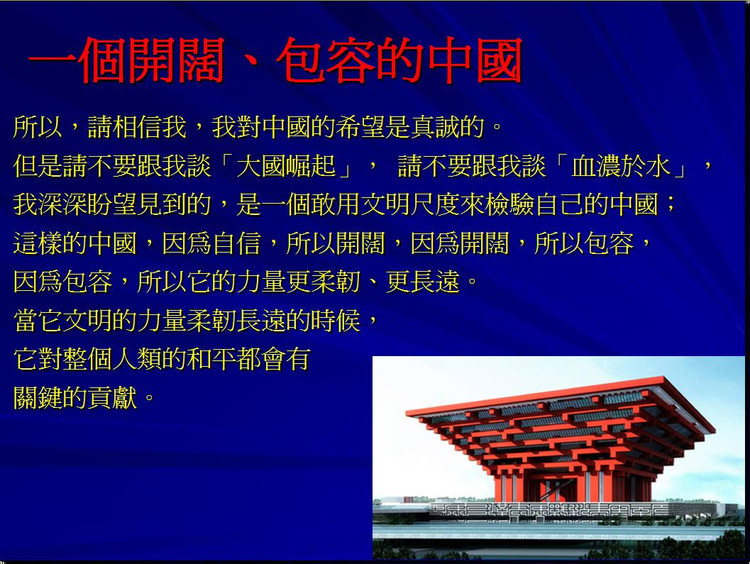 一個開闊、包容的中國
所以，請相信我，我對中國的希望是真誠的。
但是請不要跟我談「大國崛起」， 請不要跟我談「血濃於水」，
我深深盼望見到的，是一個敢用文明尺度來檢驗自己的中國；
這樣的中國，因為自信，所以開闊，因為開闊，所以包容，
因為包容，所以它的力量更柔韌、更長遠。
當它文明的力量柔韌長遠的時候，
它對整個人類的和平都會有
關鍵的貢獻。